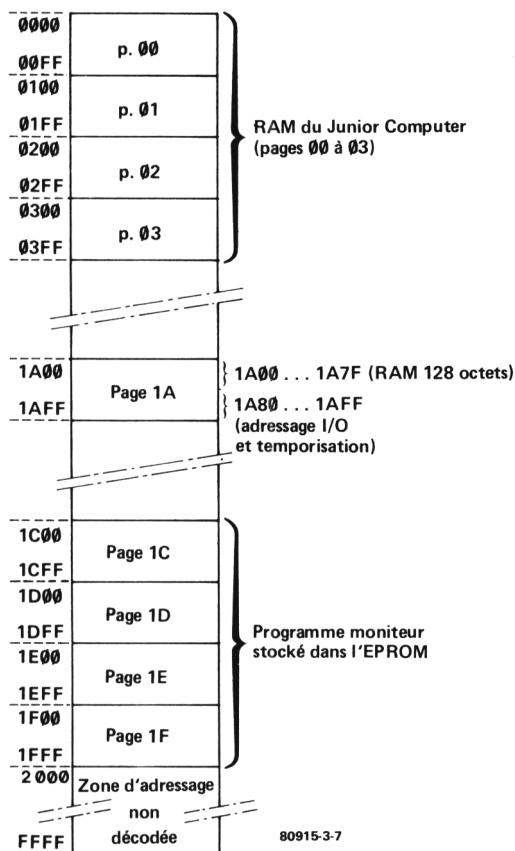 0000
p. 00
00FF
0100
p. 01
01FF
RAM du Junior Computer
(pages 00 à 03)
0200
p. 02
02FF
0300
p. 03
03FF
1A00
Page 1A
1AFF
1A00 . . . 1A7F (RAM 128 octets)
1A80 . . . 1AFF
(adressage I/O
et temporisation)
1C00
Page 1C
1CFF
1D00
Page 1D
1DFF
Programme moniteur
stocké dans l'EPROM
1E00
Page 1E
1EFF
1F00
Page 1F
1FFF
2000
Zone d'adressage
non
décodée
FFFF
80915-3-7